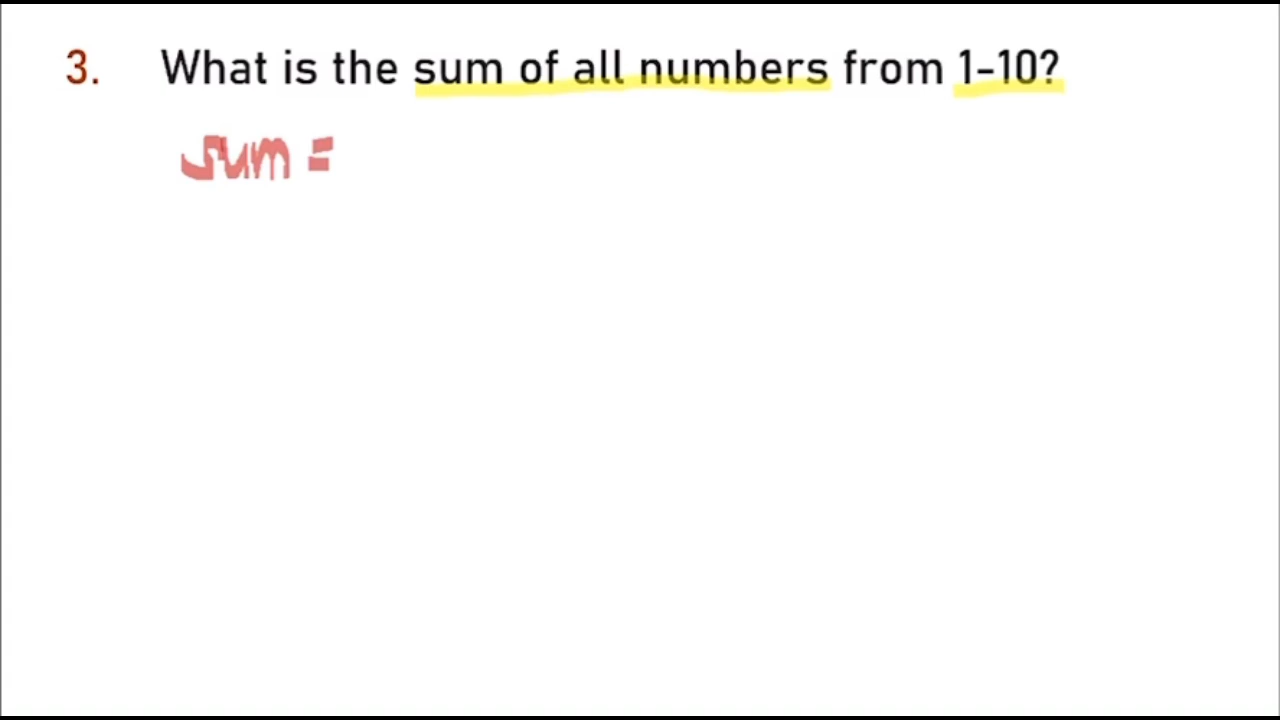 3. What is the sum of all numbers from 1-10?
sum =